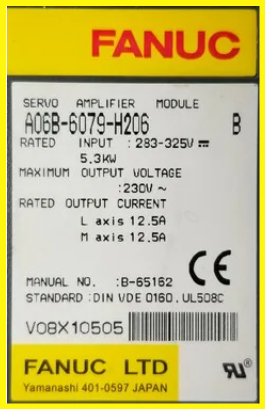 FANUC
SERVO AMPLIFIER MODULE
A06B-6079-H206 B
RATED INPUT : 283-325V ⎓
5.3KW
MAXIMUM OUTPUT VOLTAGE
:230V ~
RATED OUTPUT CURRENT
L axis 12.5A
M axis 12.5A
CE
MANUAL NO. :B-65162
STANDARD :DIN VDE 0160, UL508C
V08X10505
FANUC LTD
Yamanashi 401-0597 JAPAN